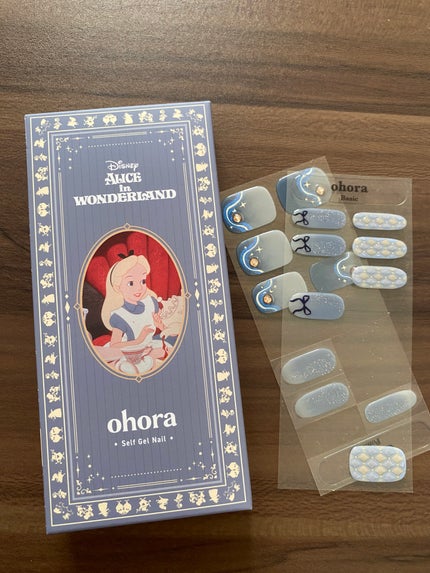 Disney
ALICE
in
WONDERLAND
ohora
• Self Gel Nail •
ohora
Basic